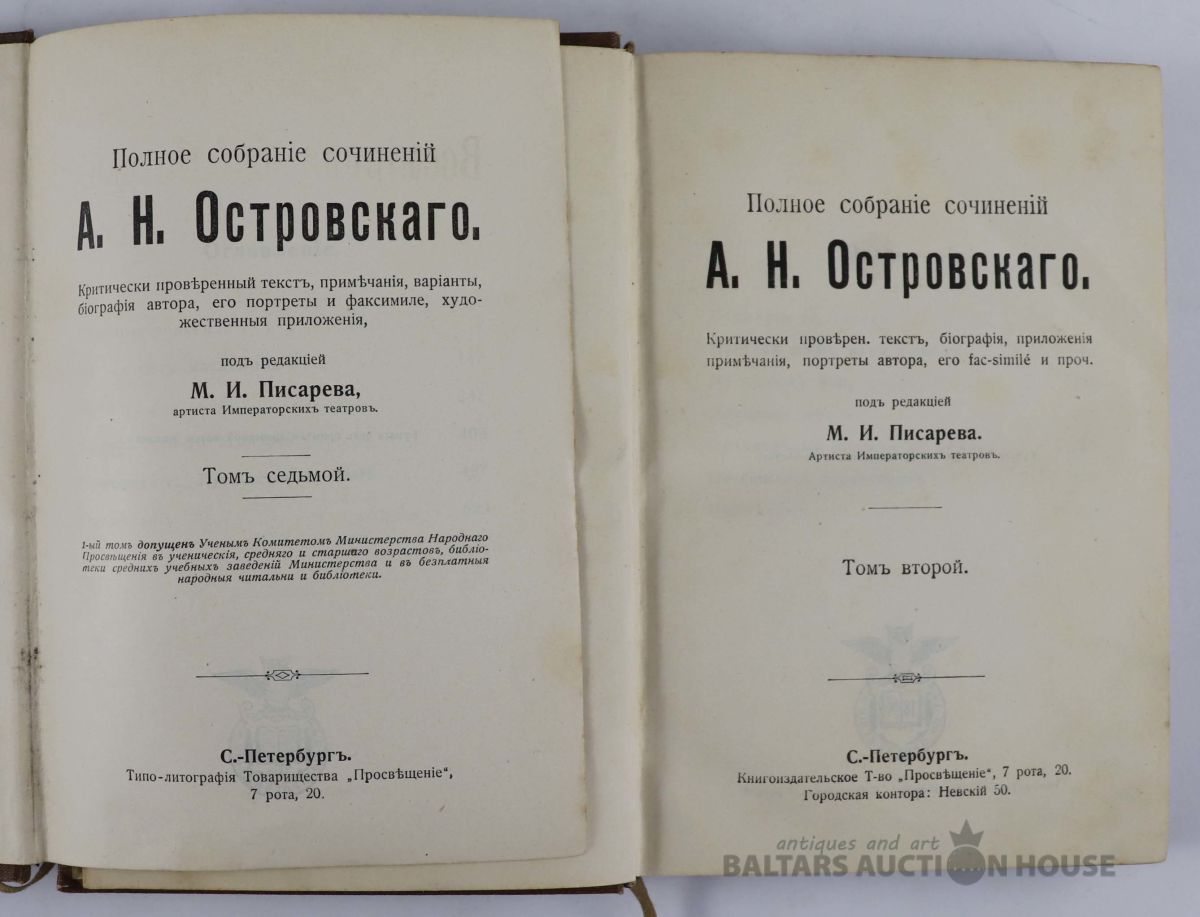 Полное собраніе сочиненій
А. Н. Островскаго.
Критически провѣренный текстъ, примѣчанія, варіанты,
біографія автора, его портреты и факсимиле, худо-
жественныя приложенія,
подъ редакціей
М. И. Писарева,
артиста Императорскихъ театровъ.
Томъ седьмой.
1-ый томъ допущен Ученымъ Комитетомъ Министерства Народнаго
Просвѣщенія въ ученическія, средняго и старшаго возрастовъ, библіо-
теки средних учебныхъ заведеній Министерства и въ безплатныя
народныя читальни и библіотеки.
С.-Петербургъ.
Типо-литографія Товарищества „Просвѣщеніе“,
7 рота, 20.
Полное собраніе сочиненій
А. Н. Островскаго.
Критически провѣрен. текстъ, біографія, приложенія
примѣчанія, портреты автора, его fac-similé и проч.
подъ редакціей
М. И. Писарева.
Артиста Императорскихъ театровъ.
Томъ второй.
С.-Петербургъ.
Книгоиздательское Т-во „Просвѣщеніе“, 7 рота, 20.
Городская контора: Невскій 50.
antiques and art
BALTARS AUCTION HOUSE